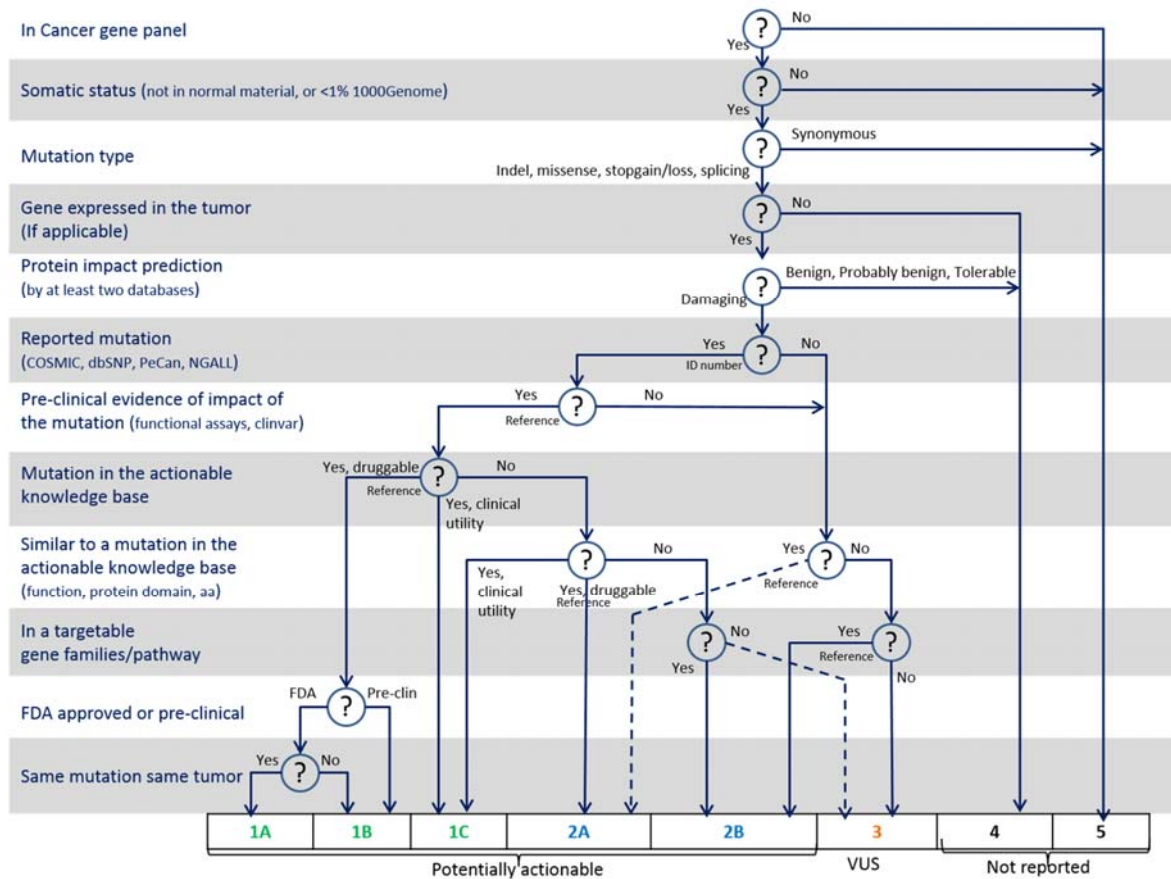 In Cancer gene panel
?
No
Yes
Somatic status (not in normal material, or <1% 1000Genome)
?
No
Yes
Mutation type
?
Synonymous
Indel, missense, stopgain/loss, splicing
Gene expressed in the tumor
(If applicable)
?
No
Yes
Protein impact prediction
(by at least two databases)
?
Benign, Probably benign, Tolerable
Damaging
Reported mutation
(COSMIC, dbSNP, PeCan, NGALL)
Yes
?
No
ID number
Pre-clinical evidence of impact of
the mutation (functional assays, clinvar)
Yes
?
No
Reference
Mutation in the actionable
knowledge base
Yes, druggable
?
No
Reference
Yes, clinical
utility
Similar to a mutation in the
actionable knowledge base
(function, protein domain, aa)
?
No
Yes,
clinical
utility
Yes, druggable
Reference
Yes
?
No
Reference
In a targetable
gene families/pathway
?
No
Yes
Yes
?
Reference
No
FDA approved or pre-clinical
FDA
?
Pre-clin
Same mutation same tumor
Yes
?
No
1A 1B 1C 2A 2B 3 4 5
Potentially actionable
VUS
Not reported